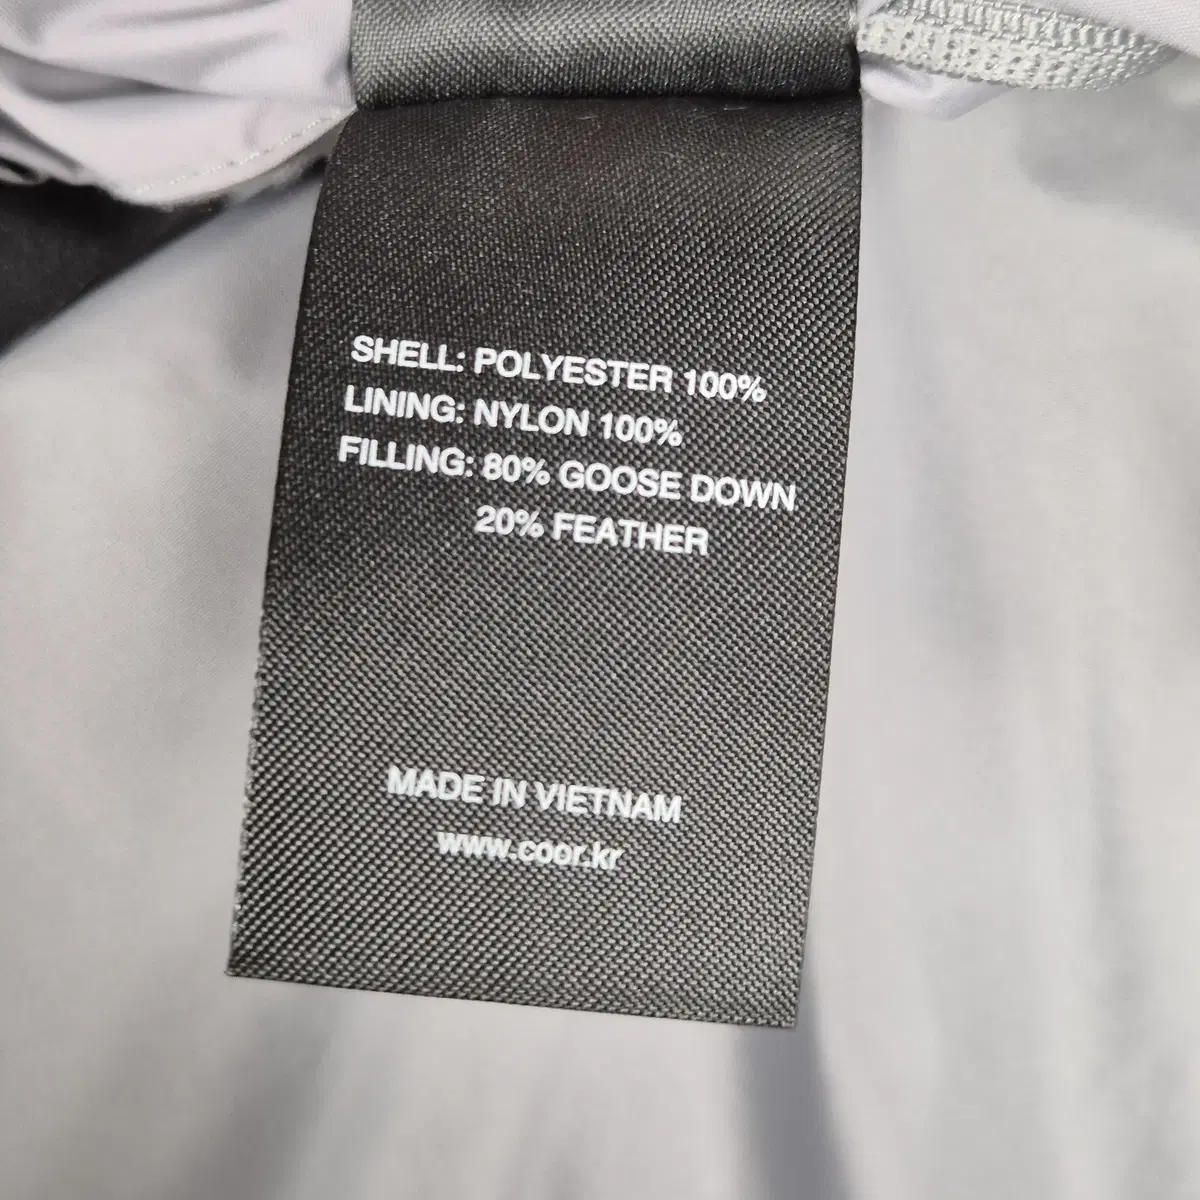 SHELL: POLYESTER 100%
LINING: NYLON 100%
FILLING: 80% GOOSE DOWN
20% FEATHER
MADE IN VIETNAM
www.coor.kr